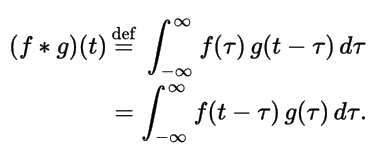 (f ∗ g)(t) ≝ ∫_{−∞}^{∞} f(τ) g(t − τ) dτ
= ∫_{−∞}^{∞} f(t − τ) g(τ) dτ.